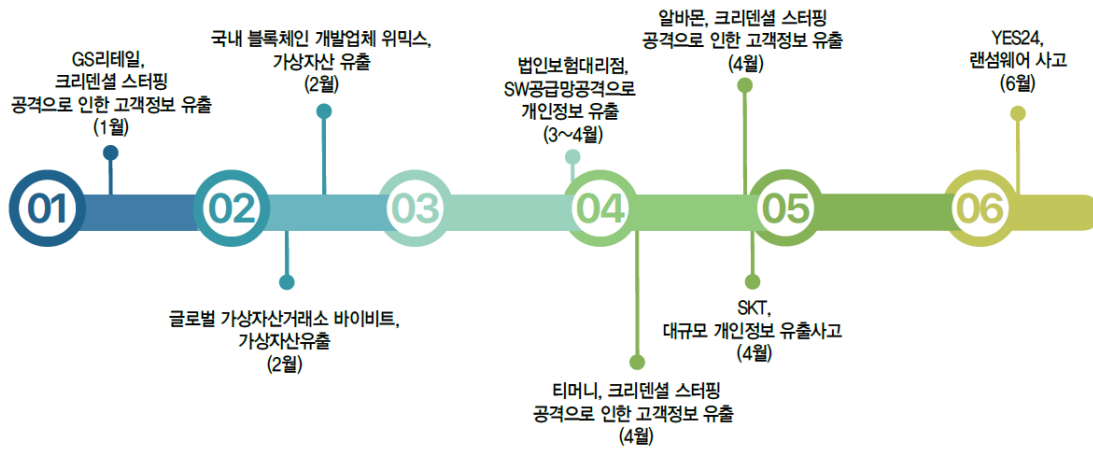 GS리테일,
크리덴셜 스터핑
공격으로 인한 고객정보 유출
(1월)
국내 블록체인 개발업체 위믹스,
가상자산 유출
(2월)
법인보험대리점,
SW공급망공격으로
개인정보 유출
(3~4월)
알바몬, 크리덴셜 스터핑
공격으로 인한 고객정보 유출
(4월)
YES24,
랜섬웨어 사고
(6월)
01
02
03
04
05
06
글로벌 가상자산거래소 바이비트,
가상자산유출
(2월)
티머니, 크리덴셜 스터핑
공격으로 인한 고객정보 유출
(4월)
SKT,
대규모 개인정보 유출사고
(4월)